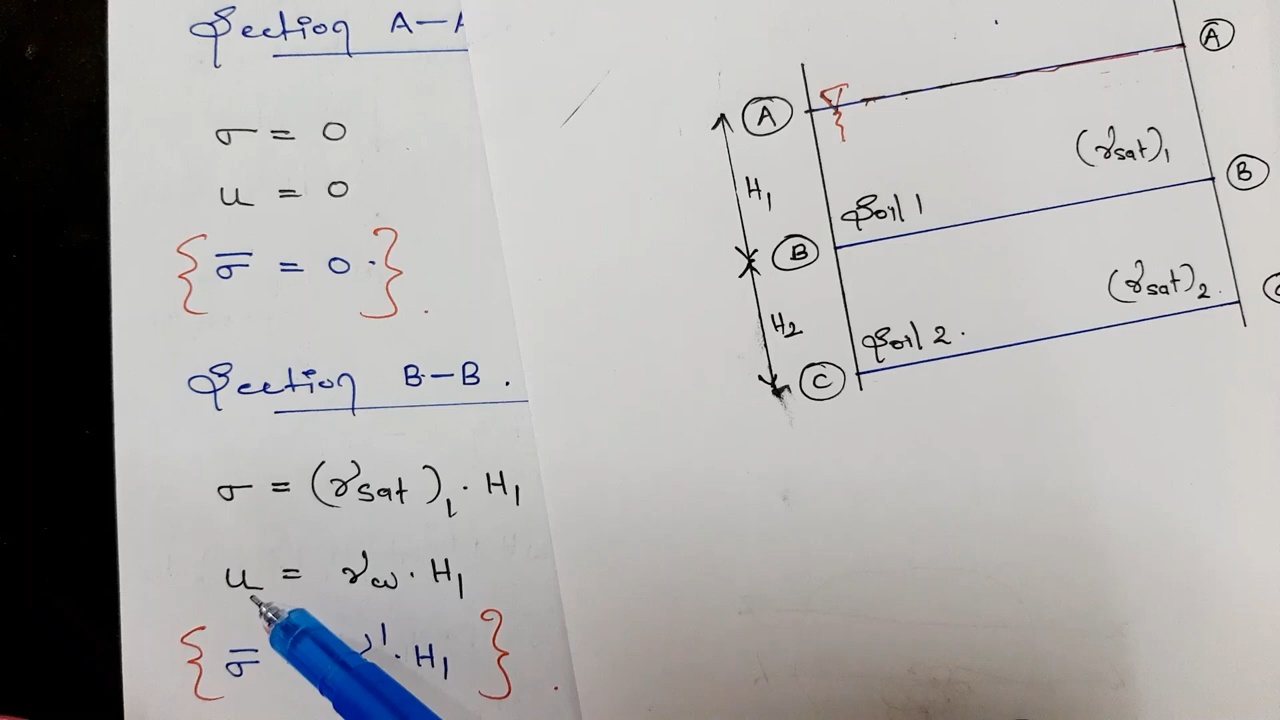 Section A-A
σ = 0
u = 0
{ σ̅ = 0 . } .
Section B-B .
σ = (γsat)₁ . H₁
u = γω . H₁
{ σ̅ γ' . H₁ } .
A
A
(γsat)₁
H₁
Soil 1
B
B
(γsat)₂ .
H₂
Soil 2 .
C